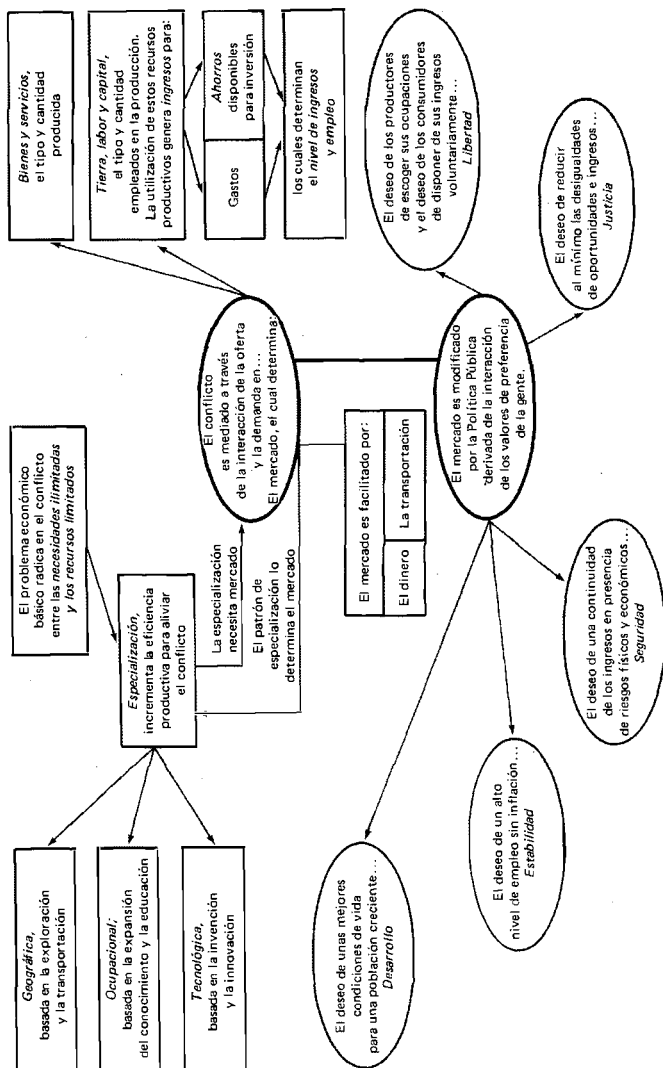 El problema económico
básico radica en el conflicto
entre las necesidades ilimitadas
y los recursos limitados
Especialización,
incrementa la eficiencia
productiva para aliviar
el conflicto
Geográfica,
basada en la exploración
y la transportación
Ocupacional;
basada en la expansión
del conocimiento y la educación
Tecnológica,
basada en la invención
y la innovación
La especialización
necesita mercado
El patrón de
especialización lo
determina el mercado
El conflicto
es mediado a través
de la interacción de la oferta
y la demanda en...
El mercado, el cual determina:
Bienes y servicios,
el tipo y cantidad
producida
Tierra, labor y capital,
el tipo y cantidad
empleados en la producción.
La utilización de estos recursos
productivos genera ingresos para:
Gastos
Ahorros
disponibles
para inversión
los cuales determinan
el nivel de ingresos
y empleo
El mercado es facilitado por:
El dinero
La transportación
El mercado es modificado
por la Política Pública
derivada de la interacción
de los valores de preferencia
de la gente.
El deseo de unas mejores
condiciones de vida
para una población creciente...
Desarrollo
El deseo de un alto
nivel de empleo sin inflación...
Estabilidad
El deseo de una continuidad
de los ingresos en presencia
de riesgos físicos y económicos...
Seguridad
El deseo de reducir
al mínimo las desigualdades
de oportunidades e ingresos...
Justicia
El deseo de los productores
de escoger sus ocupaciones
y el deseo de los consumidores
de disponer de sus ingresos
voluntariamente...
Libertad